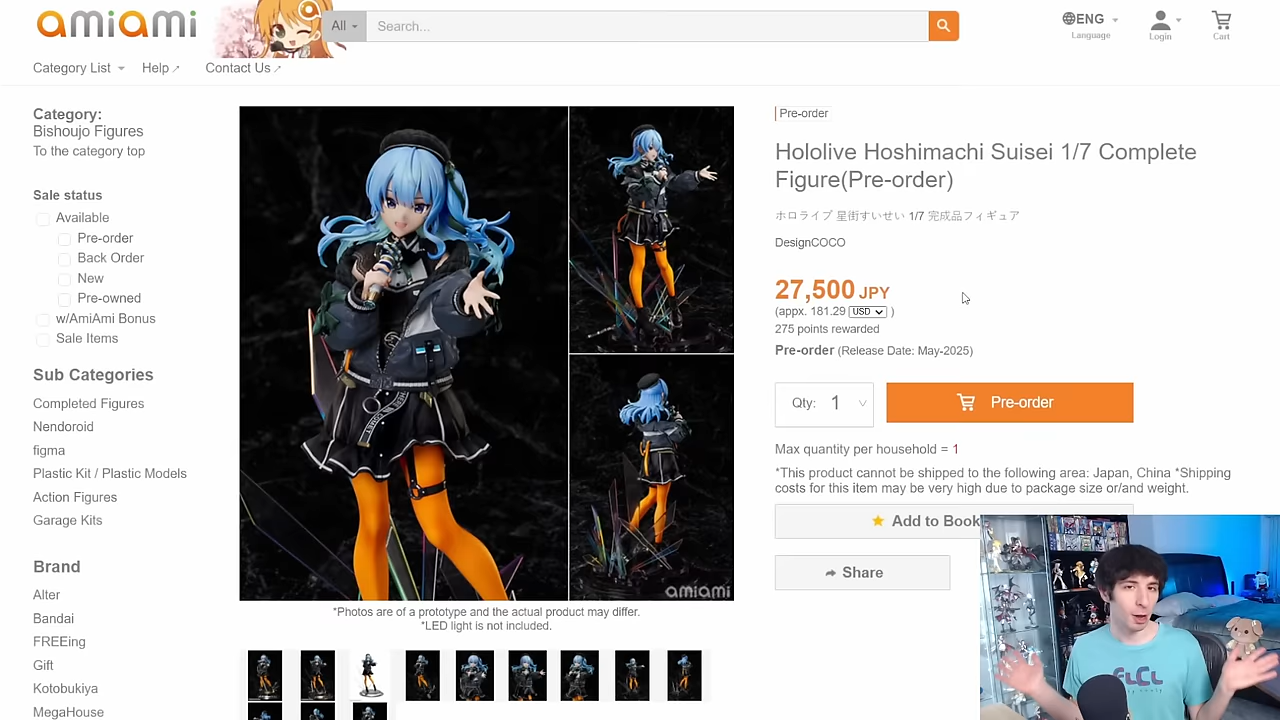 amiami
All
Search...
ENG
Language
Login
Cart
Category List
Help
Contact Us
Category:
Bishoujo Figures
To the category top
Sale status
Available
Pre-order
Back Order
New
Pre-owned
w/AmiAmi Bonus
Sale Items
Sub Categories
Completed Figures
Nendoroid
figma
Plastic Kit / Plastic Models
Action Figures
Garage Kits
Brand
Alter
Bandai
FREEing
Gift
Kotobukiya
MegaHouse
amiami
*Photos are of a prototype and the actual product may differ.
*LED light is not included.
Pre-order
Hololive Hoshimachi Suisei 1/7 Complete
Figure(Pre-order)
ホロライブ 星街すいせい 1/7 完成品フィギュア
DesignCOCO
27,500 JPY
(appx. 181.29 USD )
275 points rewarded
Pre-order (Release Date: May-2025)
Qty: 1
Pre-order
Max quantity per household = 1
*This product cannot be shipped to the following area: Japan, China *Shipping
costs for this item may be very high due to package size or/and weight.
Add to Book
Share
FLCL